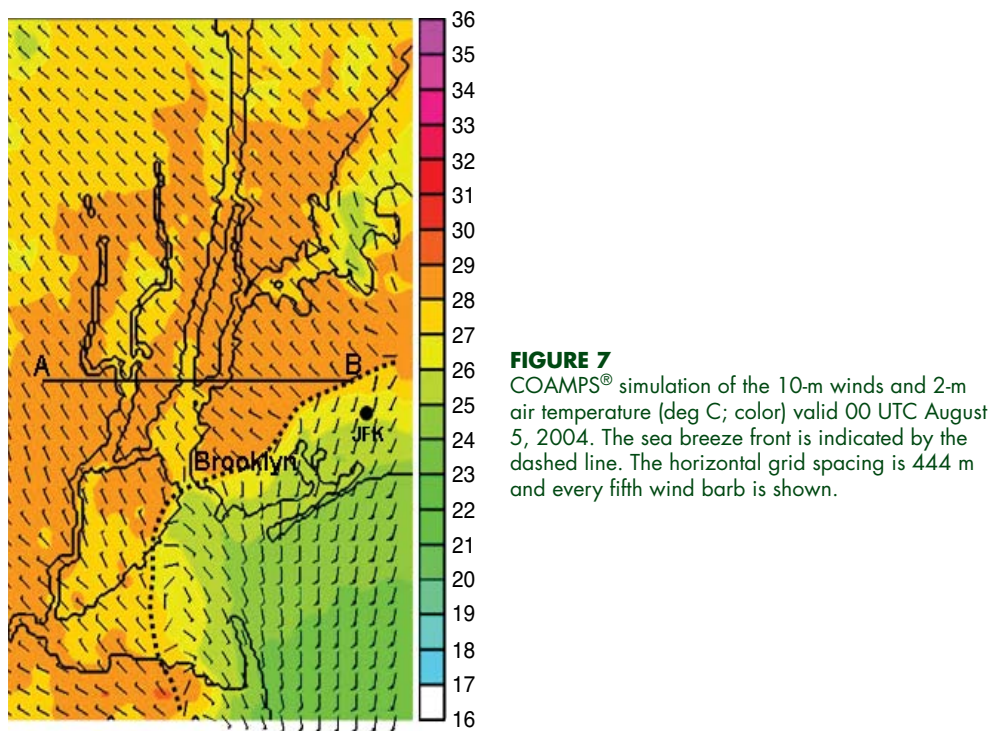 36
35
34
33
32
31
30
29
28
27
26
25
24
23
22
21
20
19
18
17
16
A
B
JFK
Brooklyn
FIGURE 7
COAMPS® simulation of the 10-m winds and 2-m
air temperature (deg C; color) valid 00 UTC August
5, 2004. The sea breeze front is indicated by the
dashed line. The horizontal grid spacing is 444 m
and every fifth wind barb is shown.